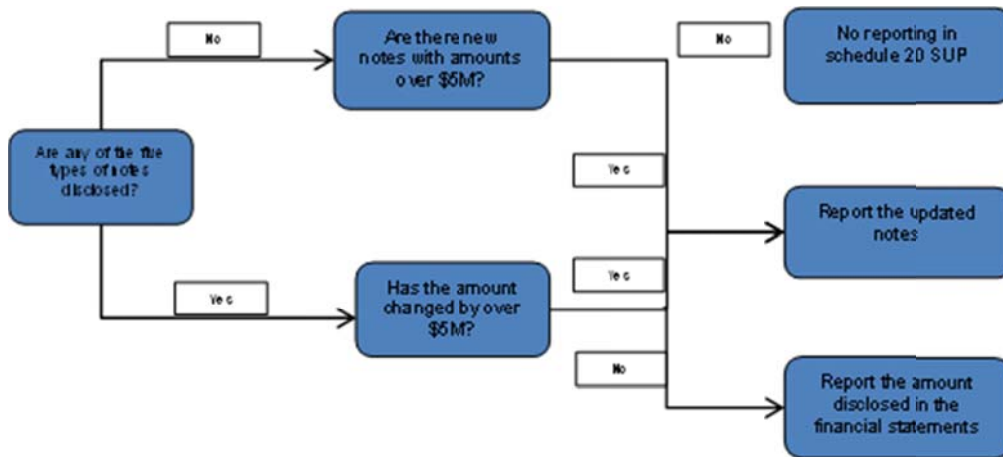 No
Are there new
notes with amounts
over $5M?
No
No reporting in
schedule 20 SUP
Are any of the five
types of notes
disclosed?
Yes
Report the updated
notes
Yes
Has the amount
changed by over
$5M?
Yes
No
Report the amount
disclosed in the
financial statements